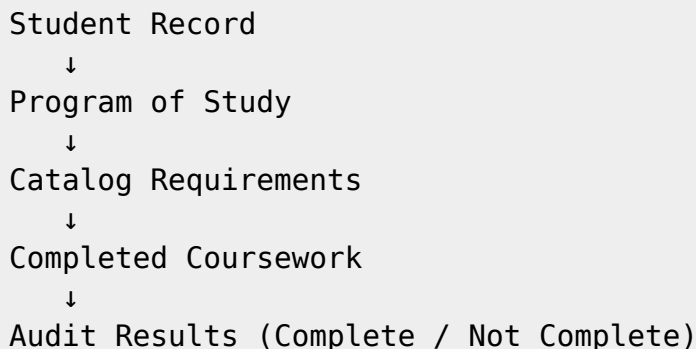 Student Record
↓
Program of Study
↓
Catalog Requirements
↓
Completed Coursework
↓
Audit Results (Complete / Not Complete)